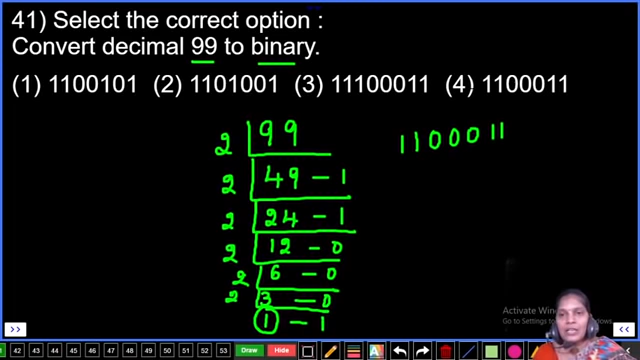 41) Select the correct option :
Convert decimal 99 to binary.
(1) 1100101 (2) 1101001 (3) 11100011 (4) 1100011
2 99
2 49 – 1
2 24 – 1
2 12 – 0
2 6 – 0
2 3 – 0
1 – 1
1100011
Activate Windows
Go to Settings to activate Windows.
>> 42 43 44 45 46 47 48 49 50 51 52 Draw Hide A <<